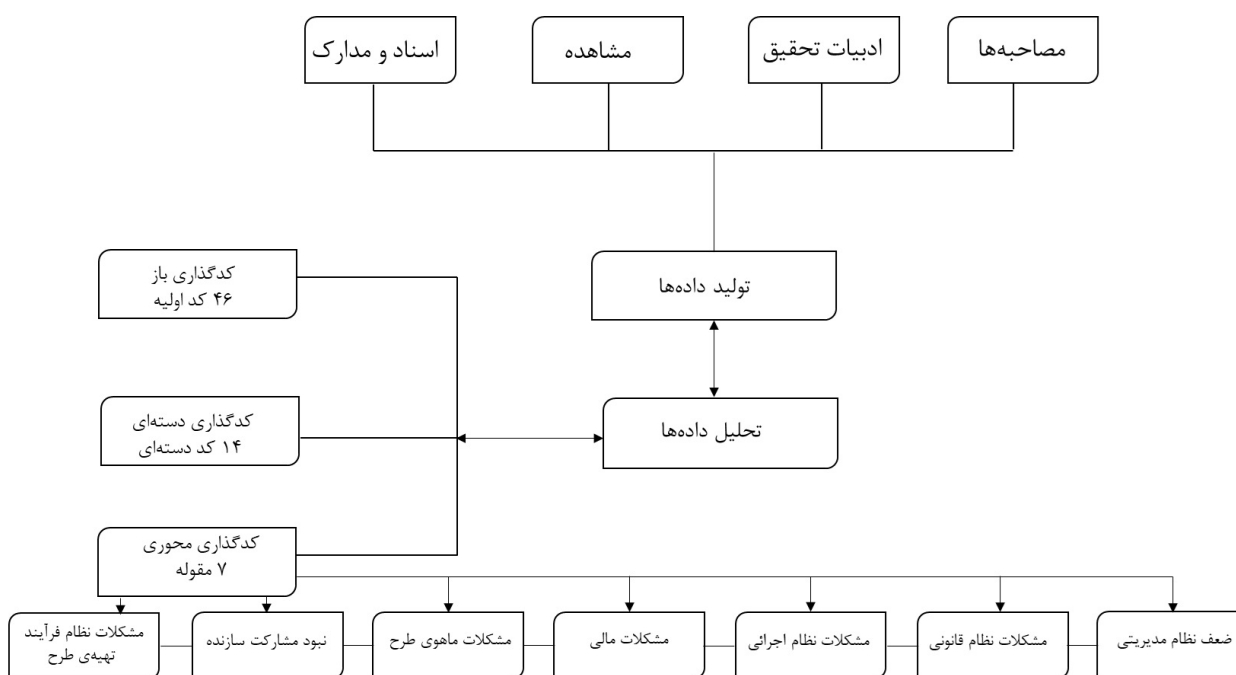 مصاحبه‌ها
ادبیات تحقیق
مشاهده
اسناد و مدارک
تولید داده‌ها
کدگذاری باز
۴۶ کد اولیه
تحلیل داده‌ها
کدگذاری دسته‌ای
۱۴ کد دسته‌ای
کدگذاری محوری
۷ مقوله
ضعف نظام مدیریتی
مشکلات نظام قانونی
مشکلات نظام اجرائی
مشکلات مالی
مشکلات ماهوی طرح
نبود مشارکت سازنده
مشکلات نظام فرآیند
تهیه‌ی طرح